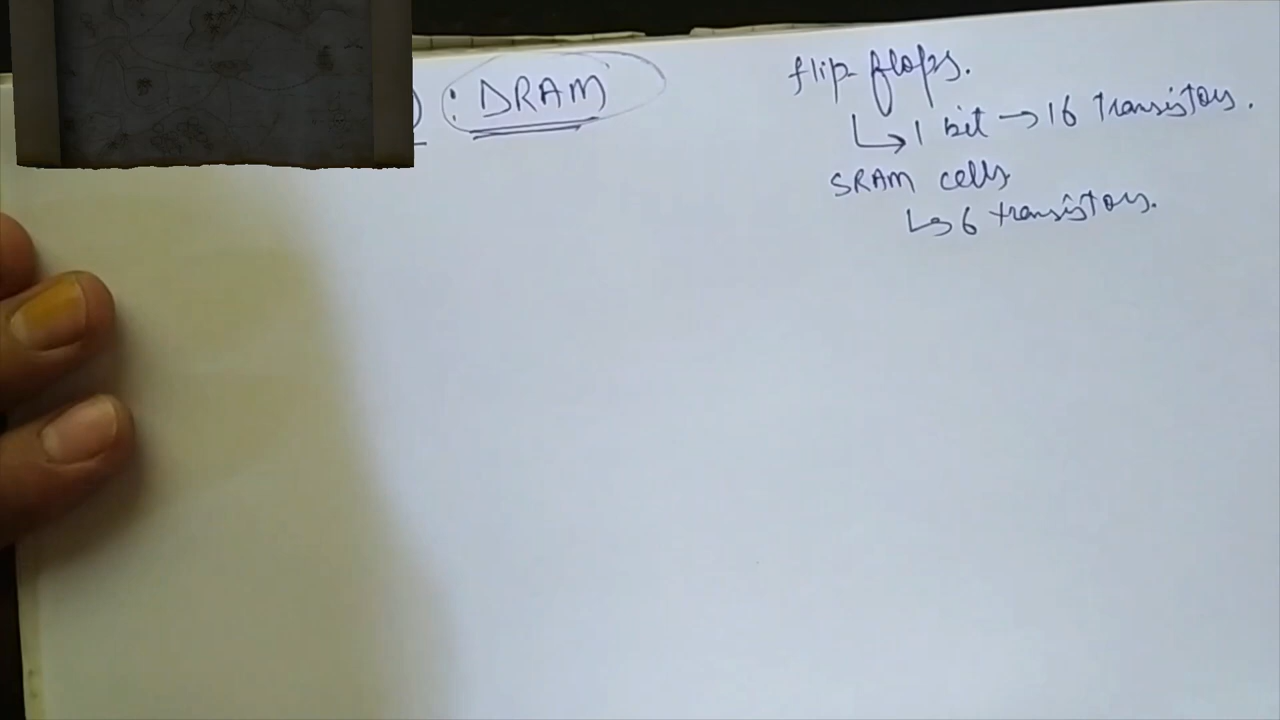 : DRAM
flip-flops.
↳ 1 bit → 16 transistors.
SRAM cells
↳ 6 transistors.